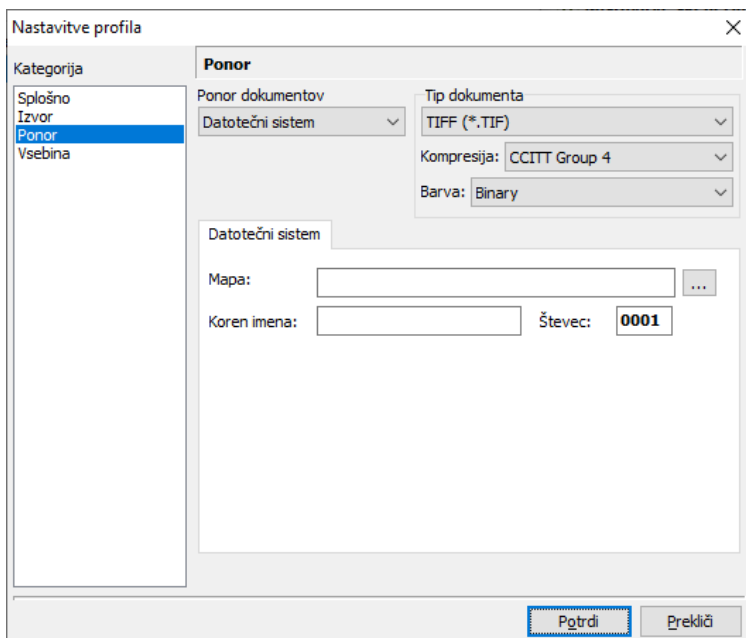 Nastavitve profila
Kategorija
Splošno
Izvor
Ponor
Vsebina
Ponor
Ponor dokumentov
Datotečni sistem
Tip dokumenta
TIFF (*.TIF)
Kompresija: CCITT Group 4
Barva: Binary
Datotečni sistem
Mapa:
...
Koren imena:
Števec: 0001
Potrdi
Prekliči